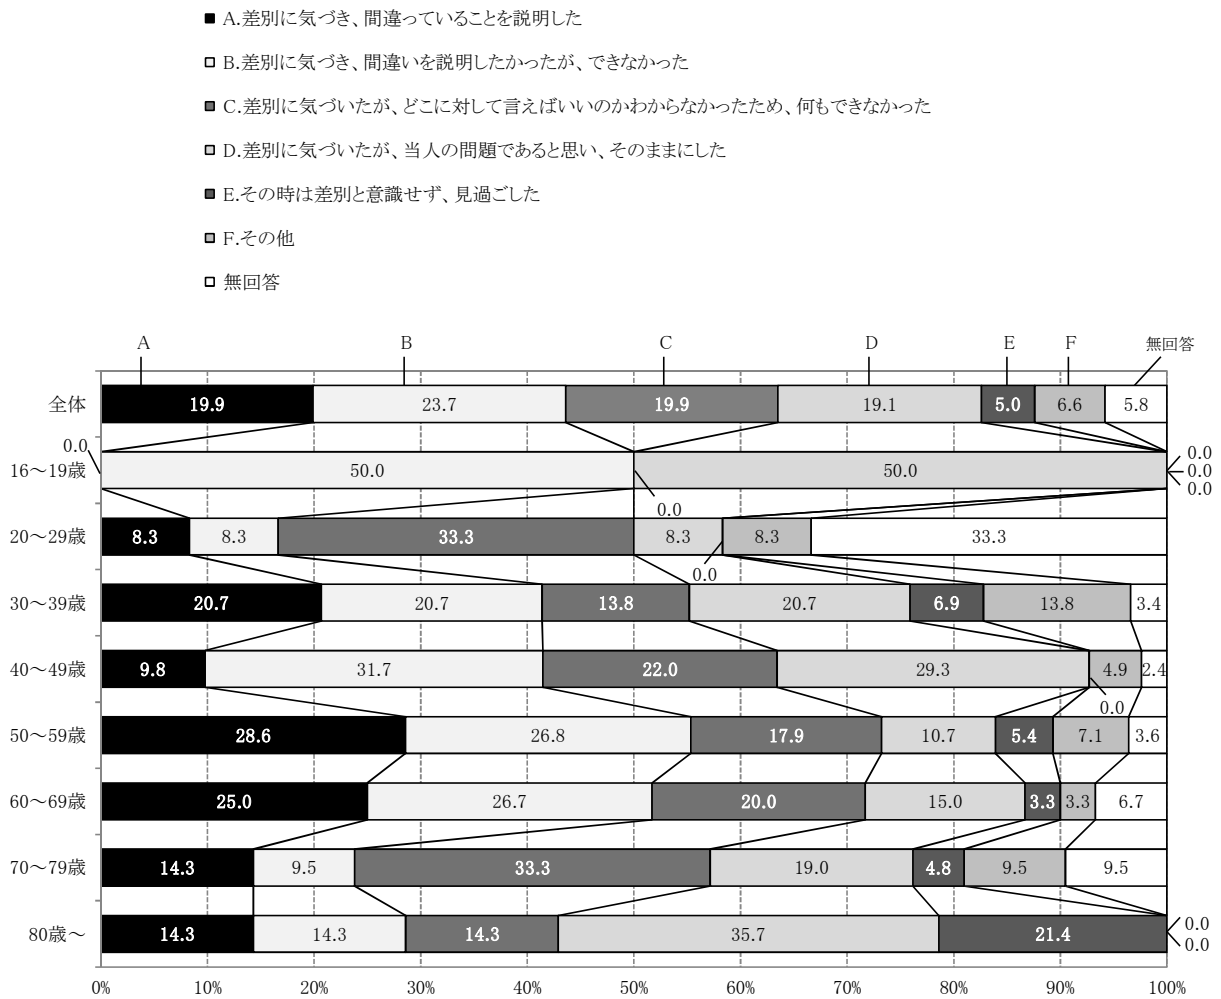 ■ A.差別に気づき、間違っていることを説明した
□ B.差別に気づき、間違いを説明したかったが、できなかった
■ C.差別に気づいたが、どこに対して言えばいいのかわからなかったため、何もできなかった
□ D.差別に気づいたが、当人の問題であると思い、そのままにした
■ E.その時は差別と意識せず、見過ごした
■ F.その他
□ 無回答
A B C D E F 無回答
全体 19.9 23.7 19.9 19.1 5.0 6.6 5.8
0.0
0.0
16～19歳 50.0 50.0 0.0
0.0
0.0
20～29歳 8.3 8.3 33.3 8.3 8.3 33.3
0.0
30～39歳 20.7 20.7 13.8 20.7 6.9 13.8 3.4
40～49歳 9.8 31.7 22.0 29.3 4.9 2.4
0.0
50～59歳 28.6 26.8 17.9 10.7 5.4 7.1 3.6
60～69歳 25.0 26.7 20.0 15.0 3.3 3.3 6.7
70～79歳 14.3 9.5 33.3 19.0 4.8 9.5 9.5
0.0
80歳～ 14.3 14.3 14.3 35.7 21.4
0.0
0% 10% 20% 30% 40% 50% 60% 70% 80% 90% 100%